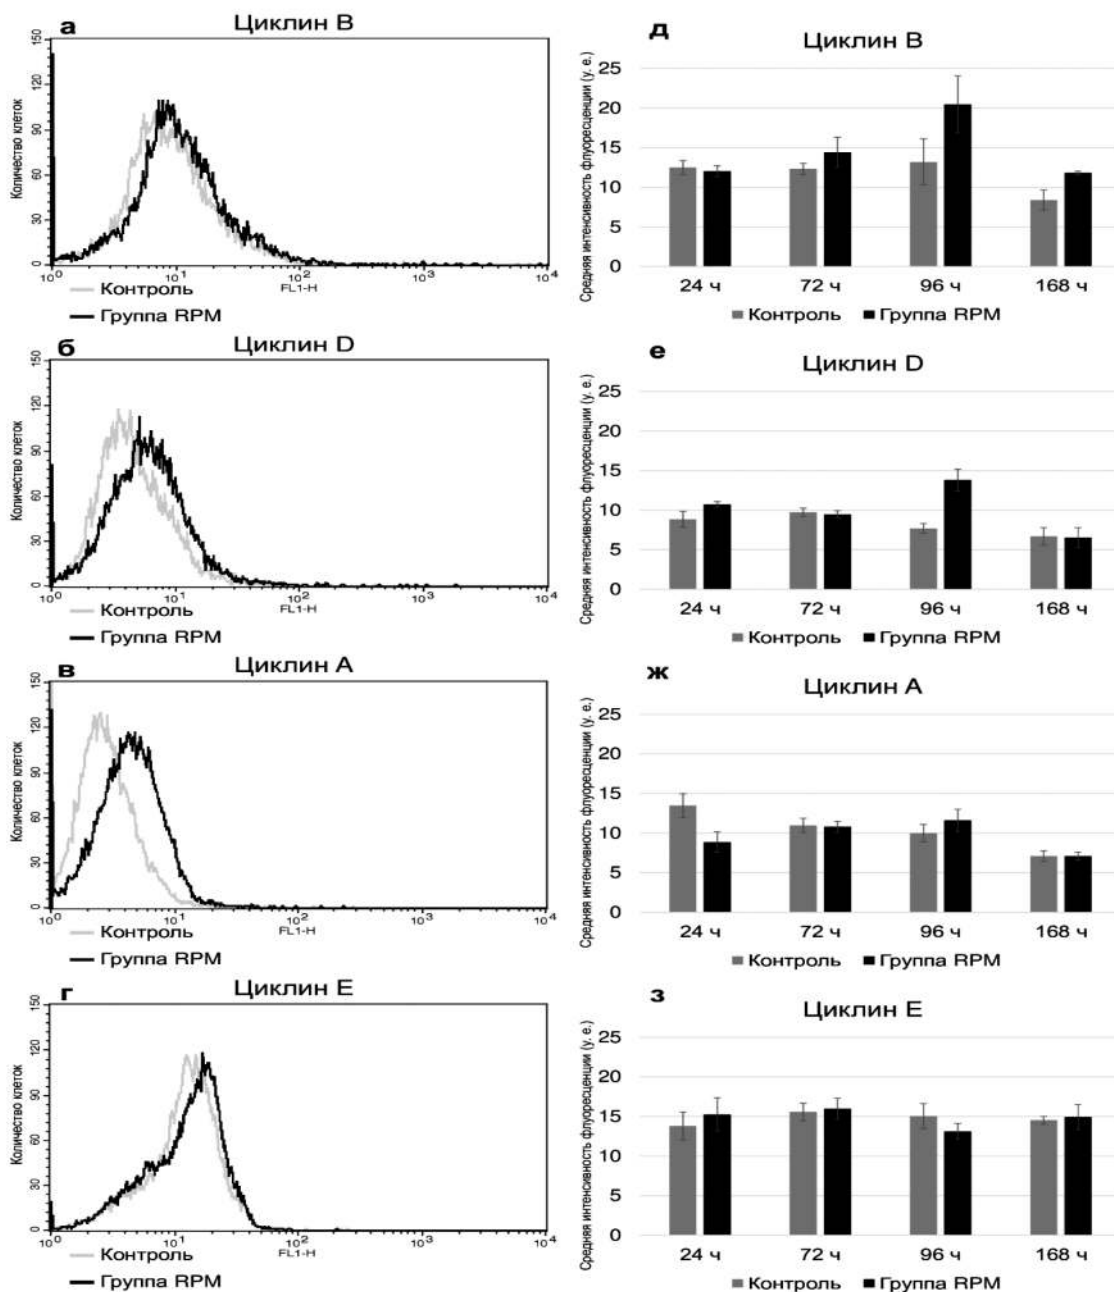 а
Циклин B
Количество клеток
150
120
90
60
30
0
10⁰
10¹
10²
10³
10⁴
FL1-H
Контроль
Группа RPM
д
Циклин B
Средняя интенсивность флуоресценции (у. е.)
25
20
15
10
5
0
24 ч
72 ч
96 ч
168 ч
Контроль
Группа RPM
б
Циклин D
Количество клеток
150
120
90
60
30
0
10⁰
10¹
10²
10³
10⁴
FL1-H
Контроль
Группа RPM
е
Циклин D
Средняя интенсивность флуоресценции (у. е.)
25
20
15
10
5
0
24 ч
72 ч
96 ч
168 ч
Контроль
Группа RPM
в
Циклин A
Количество клеток
150
120
90
60
30
0
10⁰
10¹
10²
10³
10⁴
FL1-H
Контроль
Группа RPM
ж
Циклин A
Средняя интенсивность флуоресценции (у. е.)
25
20
15
10
5
0
24 ч
72 ч
96 ч
168 ч
Контроль
Группа RPM
г
Циклин E
Количество клеток
150
120
90
60
30
0
10⁰
10¹
10²
10³
10⁴
FL1-H
Контроль
Группа RPM
з
Циклин E
Средняя интенсивность флуоресценции (у. е.)
25
20
15
10
5
0
24 ч
72 ч
96 ч
168 ч
Контроль
Группа RPM